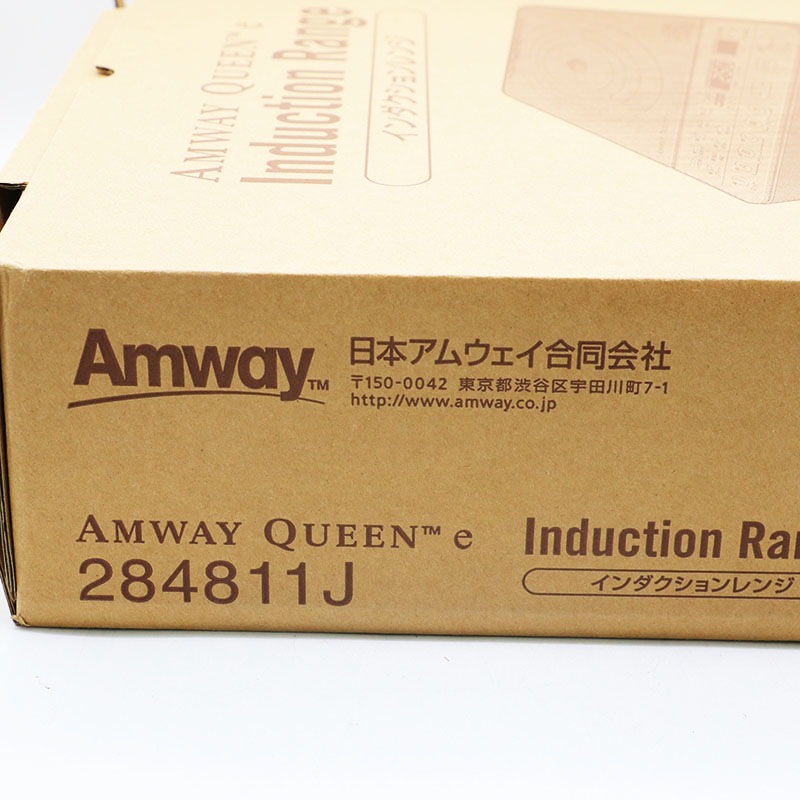 AMWAY QUEEN™ e
Induction Range
インダクションレンジ
Amway™
日本アムウェイ合同会社
〒150-0042 東京都渋谷区宇田川町7-1
http://www.amway.co.jp
AMWAY QUEEN™ e
284811J
Induction Ra
インダクションレンジ